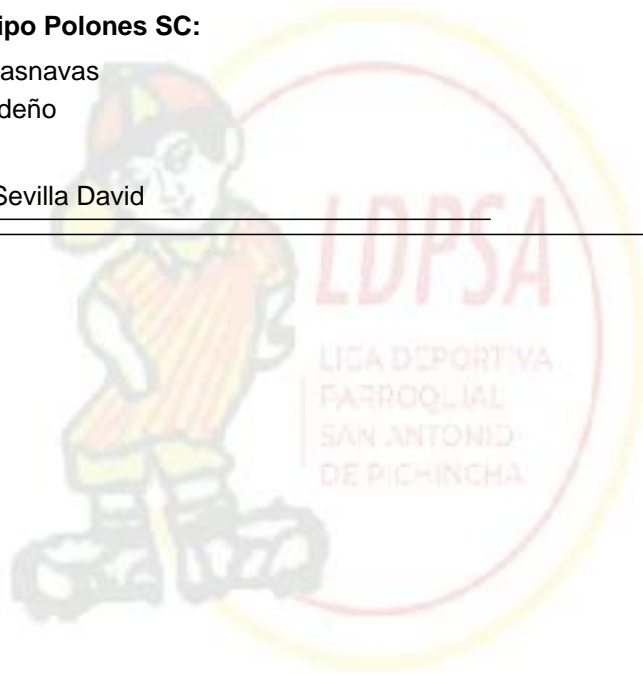 ipo Polones SC:
asnavas
deño
Sevilla David
LDPSA
LIGA DEPORTIVA
PARROQUIAL
SAN ANTONIO
DE PICHINCHA